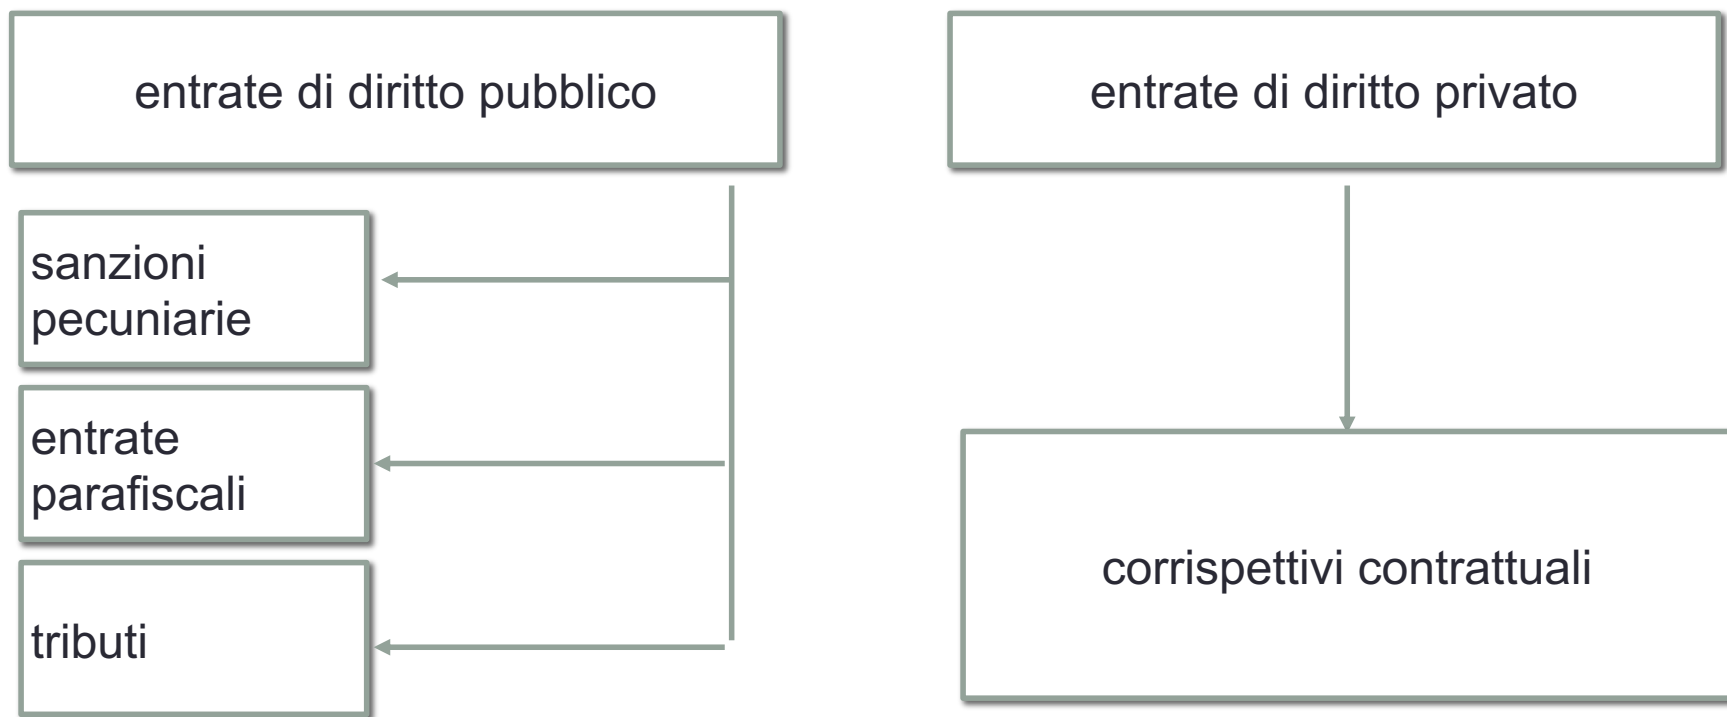 entrate di diritto pubblico
entrate di diritto privato
sanzioni
pecuniarie
entrate
parafiscali
tributi
corrispettivi contrattuali